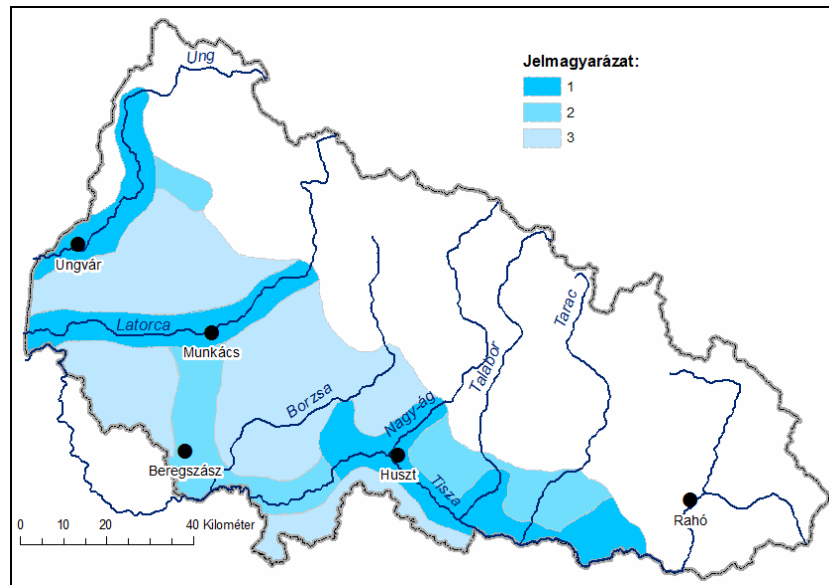 Ung
Jelmagyarázat:
1
2
3
Ungvár
Latorca
Munkács
Borzsa
Nagy-ág
Talabor
Tarac
Beregszász
Huszt
Tisza
Rahó
0 10 20 40 Kilométer